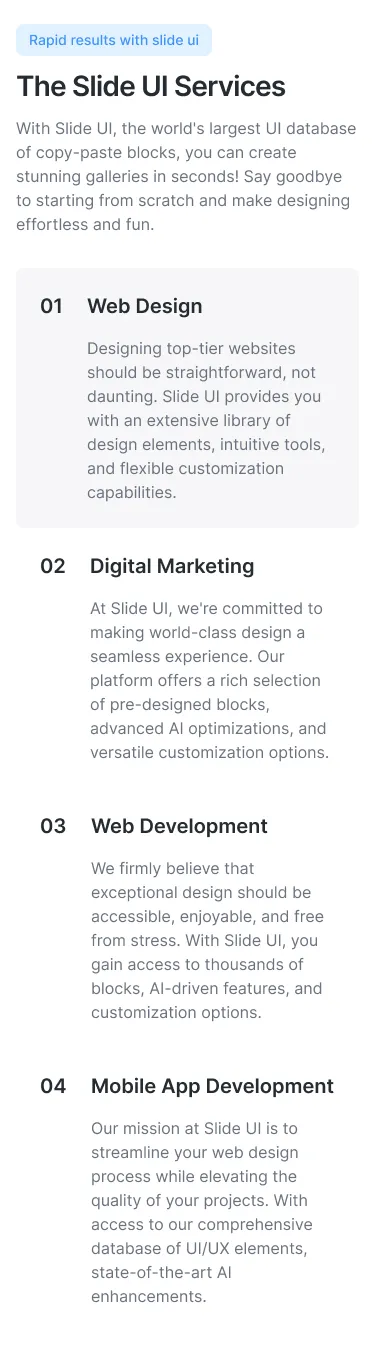 Rapid results with slide ui
The Slide UI Services
With Slide UI, the world's largest UI database
of copy-paste blocks, you can create
stunning galleries in seconds! Say goodbye
to starting from scratch and make designing
effortless and fun.
01 Web Design
Designing top-tier websites
should be straightforward, not
daunting. Slide UI provides you
with an extensive library of
design elements, intuitive tools,
and flexible customization
capabilities.
02 Digital Marketing
At Slide UI, we're committed to
making world-class design a
seamless experience. Our
platform offers a rich selection
of pre-designed blocks,
advanced AI optimizations, and
versatile customization options.
03 Web Development
We firmly believe that
exceptional design should be
accessible, enjoyable, and free
from stress. With Slide UI, you
gain access to thousands of
blocks, AI-driven features, and
customization options.
04 Mobile App Development
Our mission at Slide UI is to
streamline your web design
process while elevating the
quality of your projects. With
access to our comprehensive
database of UI/UX elements,
state-of-the-art AI
enhancements.